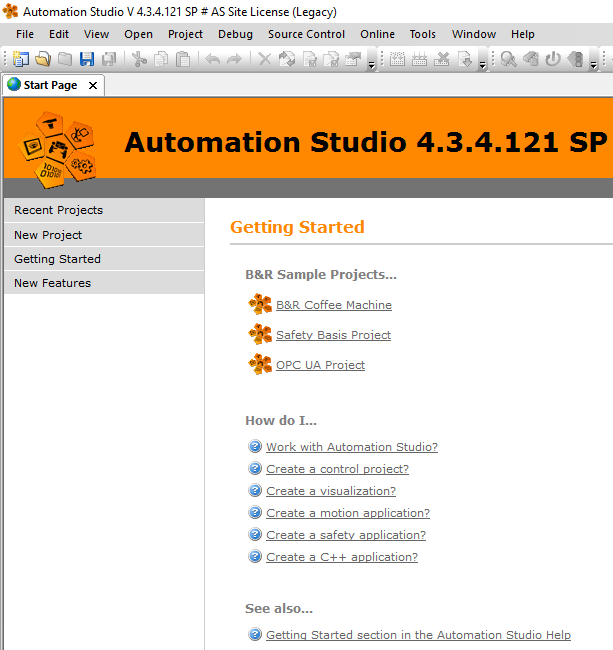 Automation Studio V 4.3.4.121 SP # AS Site License (Legacy)
File Edit View Open Project Debug Source Control Online Tools Window Help
Start Page
Automation Studio 4.3.4.121 SP
Recent Projects
New Project
Getting Started
New Features
Getting Started
B&R Sample Projects...
B&R Coffee Machine
Safety Basis Project
OPC UA Project
How do I...
Work with Automation Studio?
Create a control project?
Create a visualization?
Create a motion application?
Create a safety application?
Create a C++ application?
See also...
Getting Started section in the Automation Studio Help